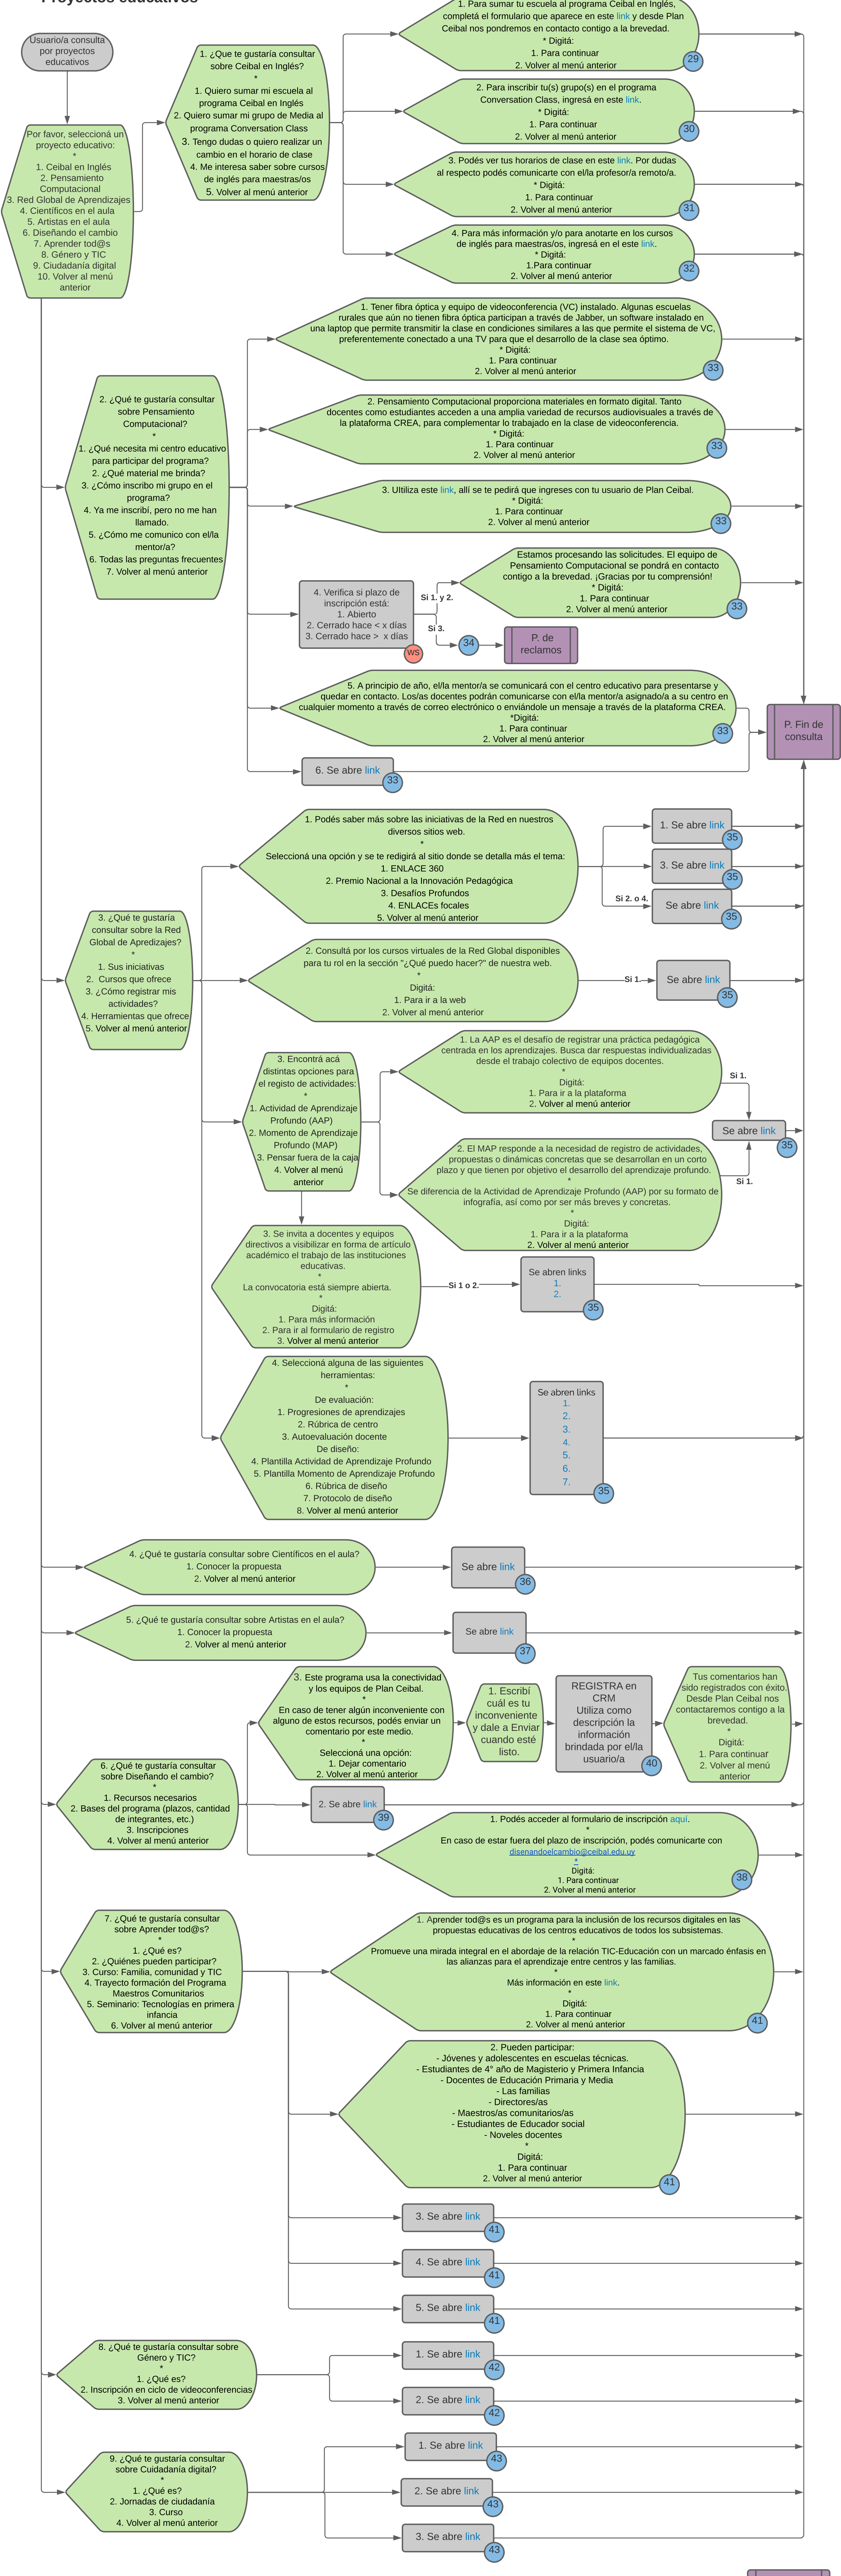 Proyectos educativos
Usuario/a consulta
por proyectos
educativos
Por favor, seleccioná un
proyecto educativo:
*
1. Ceibal en Inglés
2. Pensamiento
Computacional
3. Red Global de Aprendizajes
4. Científicos en el aula
5. Artistas en el aula
6. Diseñando el cambio
7. Aprender tod@s
8. Género y TIC
9. Ciudadanía digital
10. Volver al menú
anterior
1. ¿Que te gustaría consultar
sobre Ceibal en Inglés?
*
1. Quiero sumar mi escuela al
programa Ceibal en Inglés
2. Quiero sumar mi grupo de Media al
programa Conversation Class
3. Tengo dudas o quiero realizar un
cambio en el horario de clase
4. Me interesa saber sobre cursos
de inglés para maestras/os
5. Volver al menú anterior
1. Para sumar tu escuela al programa Ceibal en Inglés,
completá el formulario que aparece en este link y desde Plan
Ceibal nos pondremos en contacto contigo a la brevedad.
* Digitá:
1. Para continuar
2. Volver al menú anterior
29
2. Para inscribir tu(s) grupo(s) en el programa
Conversation Class, ingresá en este link.
* Digitá:
1. Para continuar
2. Volver al menú anterior
30
3. Podés ver tus horarios de clase en este link. Por dudas
al respecto podés comunicarte con el/la profesor/a remoto/a.
* Digitá:
1. Para continuar
2. Volver al menú anterior
31
4. Para más información y/o para anotarte en los cursos
de inglés para maestras/os, ingresá en el este link.
* Digitá:
1.Para continuar
2. Volver al menú anterior
32
2. ¿Qué te gustaría consultar
sobre Pensamiento
Computacional?
*
1. ¿Qué necesita mi centro educativo
para participar del programa?
2. ¿Qué material me brinda?
3. ¿Cómo inscribo mi grupo en el
programa?
4. Ya me inscribí, pero no me han
llamado.
5. ¿Cómo me comunico con el/la
mentor/a?
6. Todas las preguntas frecuentes
7. Volver al menú anterior
1. Tener fibra óptica y equipo de videoconferencia (VC) instalado. Algunas escuelas
rurales que aún no tienen fibra óptica participan a través de Jabber, un software instalado en
una laptop que permite transmitir la clase en condiciones similares a las que permite el sistema de VC,
preferentemente conectado a una TV para que el desarrollo de la clase sea óptimo.
* Digitá:
1. Para continuar
2. Volver al menú anterior
33
2. Pensamiento Computacional proporciona materiales en formato digital. Tanto
docentes como estudiantes acceden a una amplia variedad de recursos audiovisuales a través de
la plataforma CREA, para complementar lo trabajado en la clase de videoconferencia.
* Digitá:
1. Para continuar
2. Volver al menú anterior
33
3. UItiliza este link, allí se te pedirá que ingreses con tu usuario de Plan Ceibal.
* Digitá:
1. Para continuar
2. Volver al menú anterior
33
4. Verifica si plazo de
inscripción está:
1. Abierto
2. Cerrado hace < x días
3. Cerrado hace > x días
ws
Si 1. y 2.
Si 3.
Estamos procesando las solicitudes. El equipo de
Pensamiento Computacional se pondrá en contacto
contigo a la brevedad. ¡Gracias por tu comprensión!
* Digitá:
1. Para continuar
2. Volver al menú anterior
33
34
P. de
reclamos
5. A principio de año, el/la mentor/a se comunicará con el centro educativo para presentarse y
quedar en contacto. Los/as docentes podrán comunicarse con el/la mentor/a asignado/a a su centro en
cualquier momento a través de correo electrónico o enviándole un mensaje a través de la plataforma CREA.
*Digitá:
1. Para continuar
2. Volver al menú anterior
33
6. Se abre link
33
P. Fin de
consulta
3. ¿Qué te gustaría
consultar sobre la Red
Global de Apredizajes?
*
1. Sus iniciativas
2. Cursos que ofrece
3. ¿Cómo registrar mis
actividades?
4. Herramientas que ofrece
5. Volver al menú anterior
1. Podés saber más sobre las iniciativas de la Red en nuestros
diversos sitios web.
*
Seleccioná una opción y se te redigirá al sitio donde se detalla más el tema:
1. ENLACE 360
2. Premio Nacional a la Innovación Pedagógica
3. Desafíos Profundos
4. ENLACEs focales
5. Volver al menú anterior
1. Se abre link
35
3. Se abre link
35
Si 2. o 4.
Se abre link
35
2. Consultá por los cursos virtuales de la Red Global disponibles
para tu rol en la sección "¿Qué puedo hacer?" de nuestra web.
*
Digitá:
1. Para ir a la web
2. Volver al menú anterior
Si 1.
Se abre link
35
3. Encontrá acá
distintas opciones para
el registo de actividades:
*
1. Actividad de Aprendizaje
Profundo (AAP)
2. Momento de Aprendizaje
Profundo (MAP)
3. Pensar fuera de la caja
4. Volver al menú
anterior
1. La AAP es el desafío de registrar una práctica pedagógica
centrada en los aprendizajes. Busca dar respuestas individualizadas
desde el trabajo colectivo de equipos docentes.
*
Digitá:
1. Para ir a la plataforma
2. Volver al menú anterior
Si 1.
Se abre link
35
2. El MAP responde a la necesidad de registro de actividades,
propuestas o dinámicas concretas que se desarrollan en un corto
plazo y que tienen por objetivo el desarrollo del aprendizaje profundo.
*
Se diferencia de la Actividad de Aprendizaje Profundo (AAP) por su formato de
infografía, así como por ser más breves y concretas.
*
Digitá:
1. Para ir a la plataforma
2. Volver al menú anterior
Si 1.
3. Se invita a docentes y equipos
directivos a visibilizar en forma de artículo
académico el trabajo de las instituciones
educativas.
*
La convocatoria está siempre abierta.
*
Digitá:
1. Para más información
2. Para ir al formulario de registro
3. Volver al menú anterior
Si 1 o 2.
Se abren links
1.
2.
35
4. Seleccioná alguna de las siguientes
herramientas:
*
De evaluación:
1. Progresiones de aprendizajes
2. Rúbrica de centro
3. Autoevaluación docente
De diseño:
4. Plantilla Actividad de Aprendizaje Profundo
5. Plantilla Momento de Aprendizaje Profundo
6. Rúbrica de diseño
7. Protocolo de diseño
8. Volver al menú anterior
Se abren links
1.
2.
3.
4.
5.
6.
7.
35
4. ¿Qué te gustaría consultar sobre Científicos en el aula?
1. Conocer la propuesta
2. Volver al menú anterior
Se abre link
36
5. ¿Qué te gustaría consultar sobre Artistas en el aula?
1. Conocer la propuesta
2. Volver al menú anterior
Se abre link
37
6. ¿Qué te gustaría consultar
sobre Diseñando el cambio?
*
1. Recursos necesarios
2. Bases del programa (plazos, cantidad
de integrantes, etc.)
3. Inscripciones
4. Volver al menú anterior
3. Este programa usa la conectividad
y los equipos de Plan Ceibal.
*
En caso de tener algún inconveniente con
alguno de estos recursos, podés enviar un
comentario por este medio.
*
Seleccioná una opción:
1. Dejar comentario
2. Volver al menú anterior
1. Escribí
cuál es tu
inconveniente
y dale a Enviar
cuando esté
listo.
REGISTRA en
CRM
Utiliza como
descripción la
información
brindada por el/la
usuario/a
40
Tus comentarios han
sido registrados con éxito.
Desde Plan Ceibal nos
contactaremos contigo a la
brevedad.
*
Digitá:
1. Para continuar
2. Volver al menú
anterior
2. Se abre link
39
1. Podés acceder al formulario de inscripción aquí.
*
En caso de estar fuera del plazo de inscripción, podés comunicarte con
disenandoelcambio@ceibal.edu.uy
*
Digitá:
1. Para continuar
2. Volver al menú anterior
38
7. ¿Qué te gustaría consultar
sobre Aprender tod@s?
*
1. ¿Qué es?
2. ¿Quiénes pueden participar?
3. Curso: Familia, comunidad y TIC
4. Trayecto formación del Programa
Maestros Comunitarios
5. Seminario: Tecnologías en primera
infancia
6. Volver al menú anterior
1. Aprender tod@s es un programa para la inclusión de los recursos digitales en las
propuestas educativas de los centros educativos de todos los subsistemas.
*
Promueve una mirada integral en el abordaje de la relación TIC-Educación con un marcado énfasis en
las alianzas para el aprendizaje entre centros y las familias.
*
Más información en este link.
*
Digitá:
1. Para continuar
2. Volver al menú anterior
41
2. Pueden participar:
- Jóvenes y adolescentes en escuelas técnicas.
- Estudiantes de 4° año de Magisterio y Primera Infancia
- Docentes de Educación Primaria y Media
- Las familias
- Directores/as
- Maestros/as comunitarios/as
- Estudiantes de Educador social
- Noveles docentes
*
Digitá:
1. Para continuar
2. Volver al menú anterior
41
3. Se abre link
41
4. Se abre link
41
5. Se abre link
41
8. ¿Qué te gustaría consultar sobre
Género y TIC?
*
1. ¿Qué es?
2. Inscripción en ciclo de videoconferencias
3. Volver al menú anterior
1. Se abre link
42
2. Se abre link
42
9. ¿Qué te gustaría consultar
sobre Cuidadanía digital?
*
1. ¿Qué es?
2. Jornadas de ciudadanía
3. Curso
4. Volver al menú anterior
1. Se abre link
43
2. Se abre link
43
3. Se abre link
43